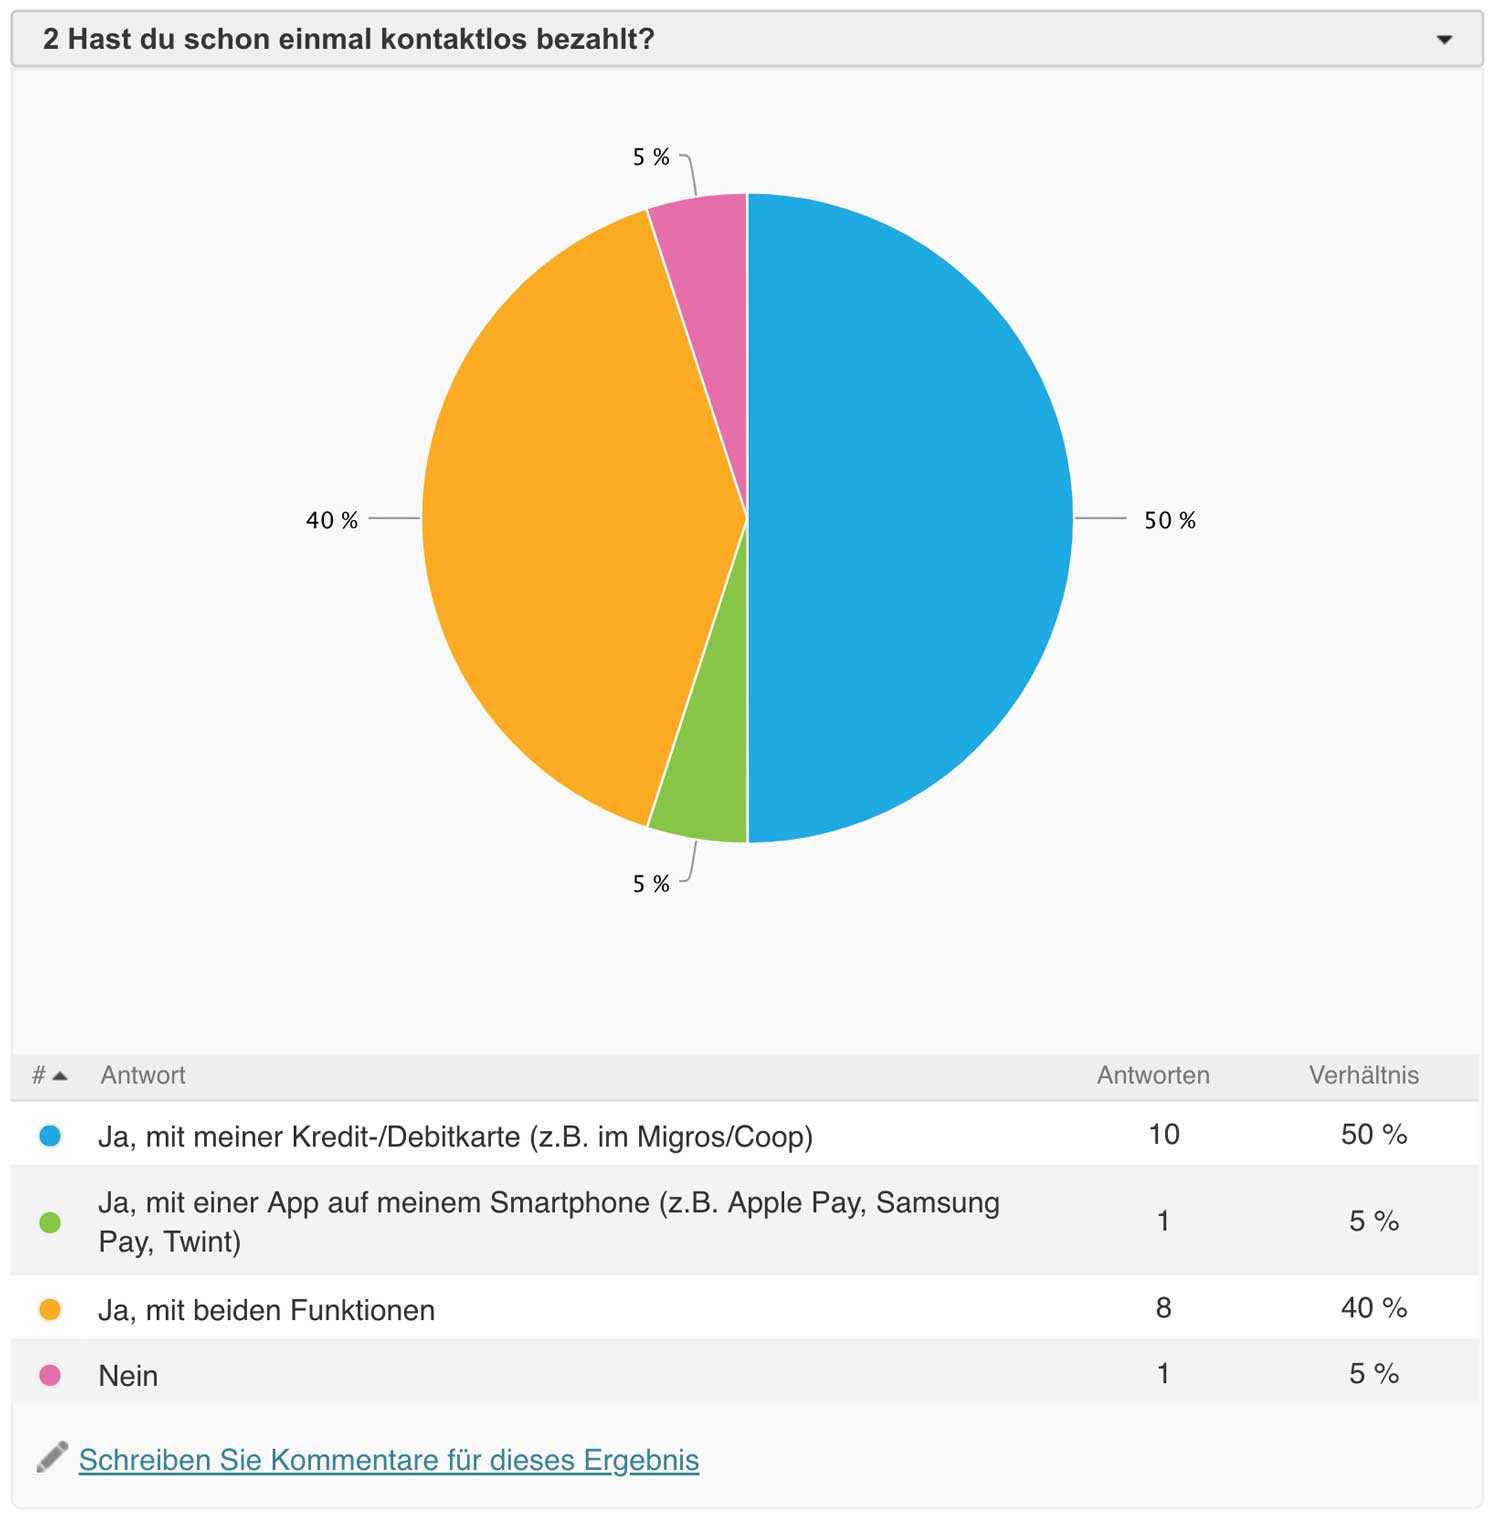 2 Hast du schon einmal kontaktlos bezahlt?
5 %
40 %
50 %
5 %
# Antwort Antworten Verhältnis
Ja, mit meiner Kredit-/Debitkarte (z.B. im Migros/Coop) 10 50 %
Ja, mit einer App auf meinem Smartphone (z.B. Apple Pay, Samsung
Pay, Twint) 1 5 %
Ja, mit beiden Funktionen 8 40 %
Nein 1 5 %
Schreiben Sie Kommentare für dieses Ergebnis